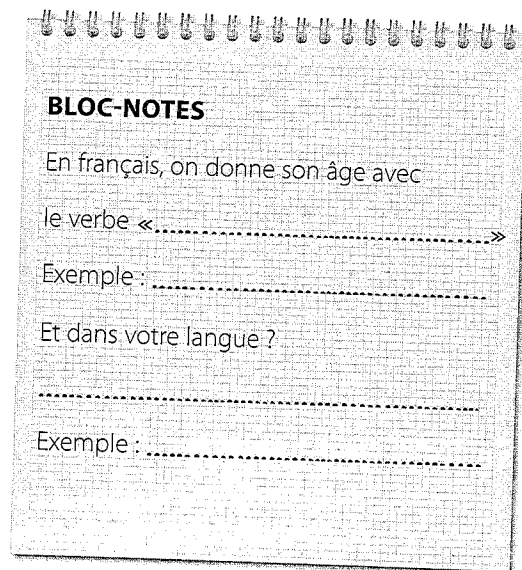 BLOC-NOTES
En français, on donne son âge avec
le verbe «.......................................................»
Exemple : .......................................................
Et dans votre langue ?
.......................................................
Exemple : .......................................................